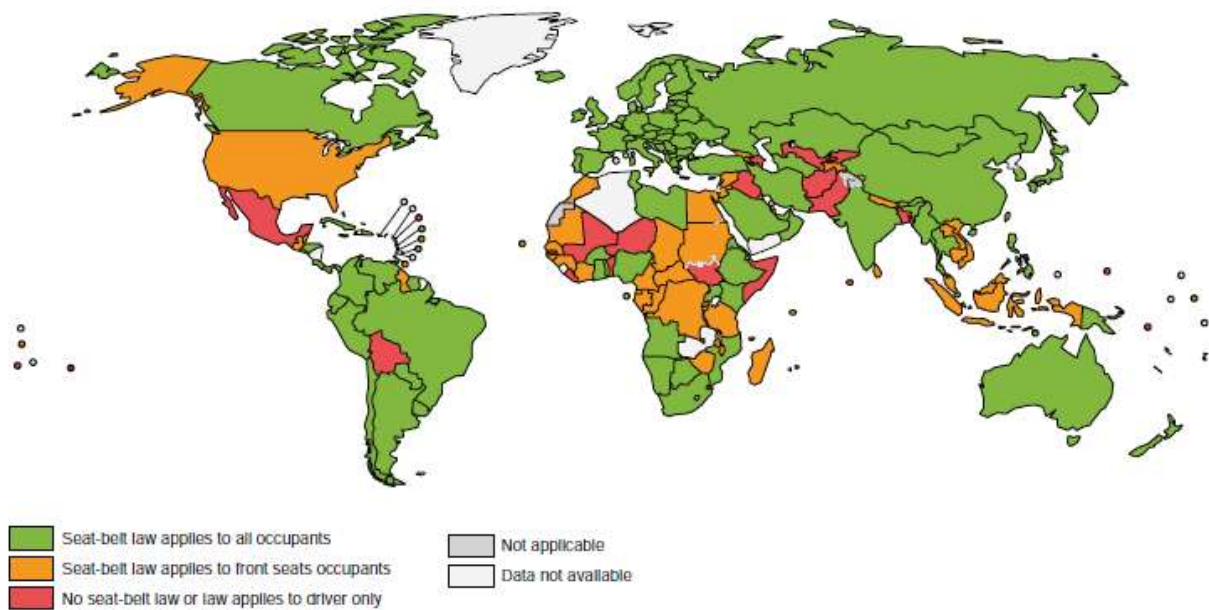 Seat-belt law applies to all occupants
Seat-belt law applies to front seats occupants
No seat-belt law or law applies to driver only
Not applicable
Data not available